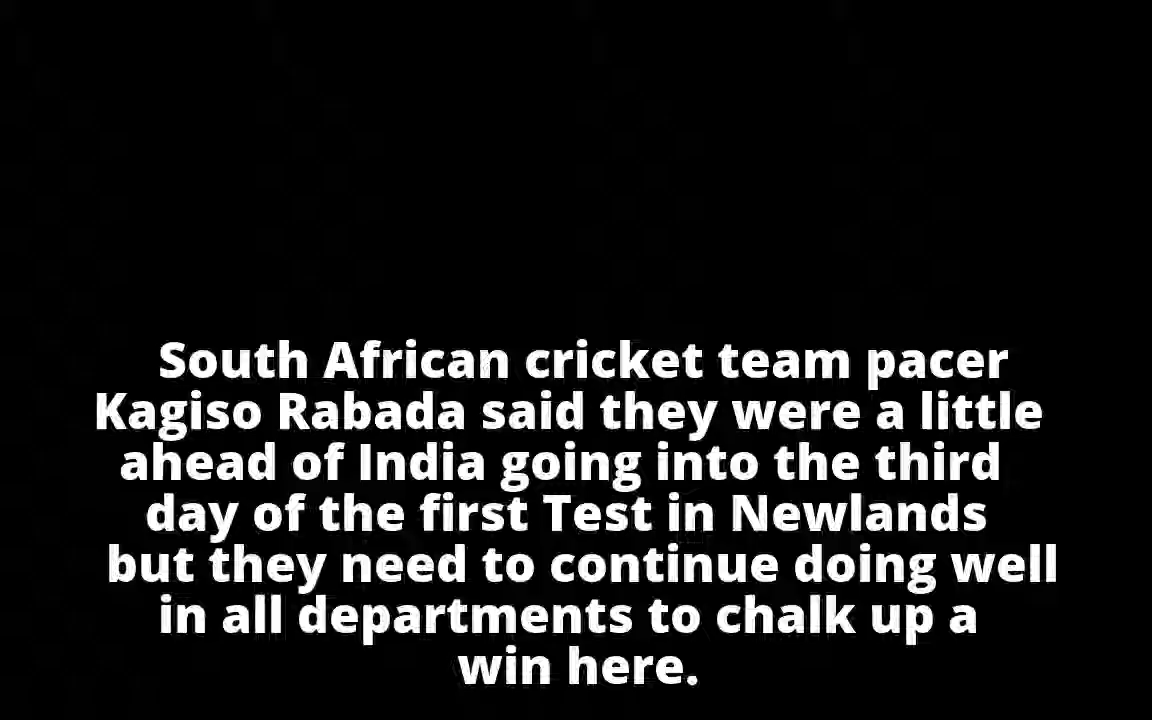 South African cricket team pacer
Kagiso Rabada said they were a little
ahead of India going into the third
day of the first Test in Newlands
but they need to continue doing well
in all departments to chalk up a
win here.